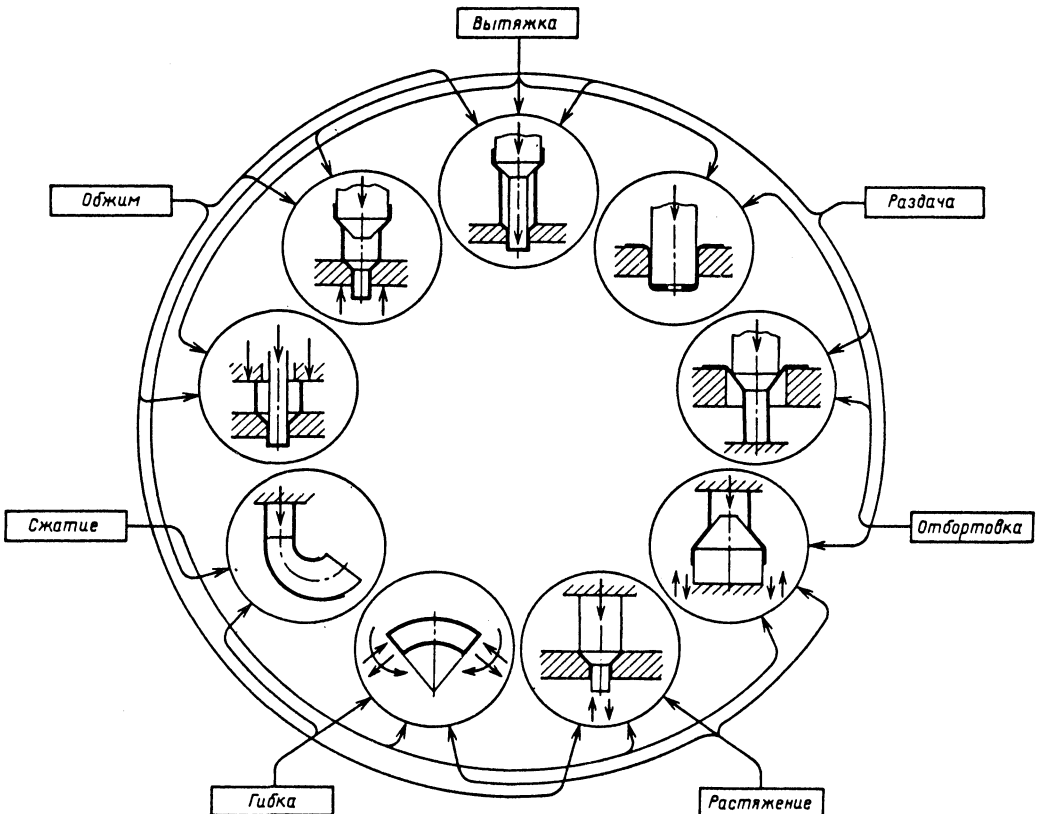 Вытяжка
Обжим
Раздача
Сжатие
Отбортовка
Гибка
Растяжение